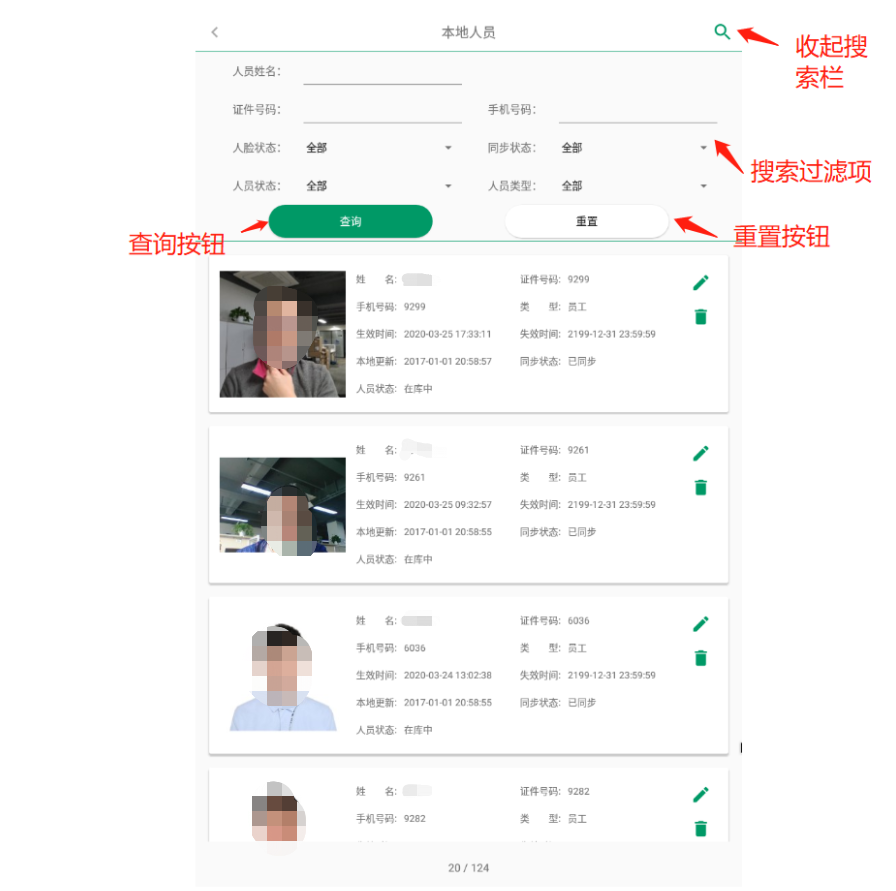 本地人员
收起搜
索栏
人员姓名：
证件号码： 手机号码：
人脸状态： 全部 同步状态： 全部
搜索过滤项
人员状态： 全部 人员类型： 全部
查询 重置
查询按钮 重置按钮
姓 名: 证件号码: 9299
手机号码: 9299 类 型: 员工
生效时间: 2020-03-25 17:33:11 失效时间: 2199-12-31 23:59:59
本地更新: 2017-01-01 20:58:57 同步状态: 已同步
人员状态: 在库中
姓 名: 证件号码: 9261
手机号码: 9261 类 型: 员工
生效时间: 2020-03-25 09:32:57 失效时间: 2199-12-31 23:59:59
本地更新: 2017-01-01 20:58:55 同步状态: 已同步
人员状态: 在库中
姓 名: 证件号码: 6036
手机号码: 6036 类 型: 员工
生效时间: 2020-03-24 13:02:38 失效时间: 2199-12-31 23:59:59
本地更新: 2017-01-01 20:58:55 同步状态: 已同步
人员状态: 在库中
姓 名: 证件号码: 9282
手机号码: 9282 类 型: 员工
20 / 124